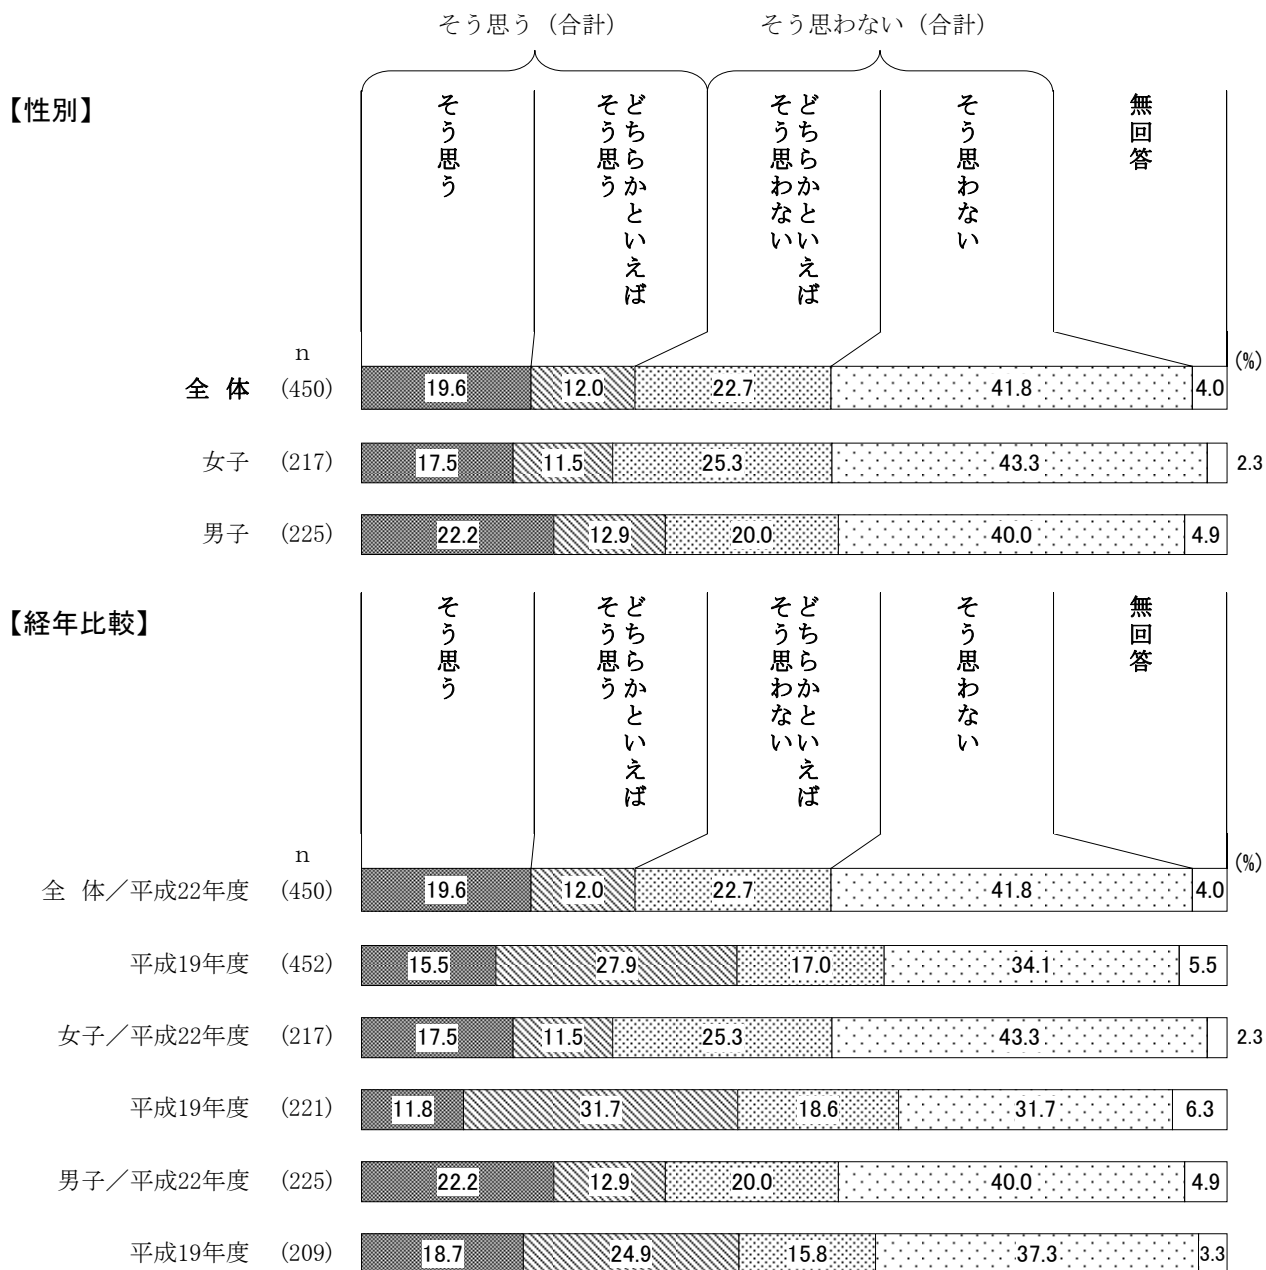 そう思う（合計）
そう思わない（合計）
【性別】
そう思う
どちらかといえば
そう思う
どちらかといえば
そう思わない
そう思わない
無回答
n
(%)
全 体 (450) 19.6 12.0 22.7 41.8 4.0
女子 (217) 17.5 11.5 25.3 43.3 2.3
男子 (225) 22.2 12.9 20.0 40.0 4.9
【経年比較】
そう思う
どちらかといえば
そう思う
どちらかといえば
そう思わない
そう思わない
無回答
n
(%)
全 体／平成22年度 (450) 19.6 12.0 22.7 41.8 4.0
平成19年度 (452) 15.5 27.9 17.0 34.1 5.5
女子／平成22年度 (217) 17.5 11.5 25.3 43.3 2.3
平成19年度 (221) 11.8 31.7 18.6 31.7 6.3
男子／平成22年度 (225) 22.2 12.9 20.0 40.0 4.9
平成19年度 (209) 18.7 24.9 15.8 37.3 3.3